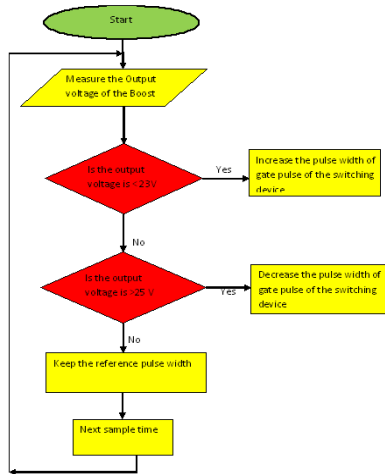 Start
Measure the Output
voltage of the Boost
Is the output
voltage is < 23V
Yes
Increase the pulse width of
gate pulse of the switching
device
No
Is the output
voltage is >25 V
Yes
Decrease the pulse width of
gate pulse of the switching
device
No
Keep the reference pulse width
Next sample time